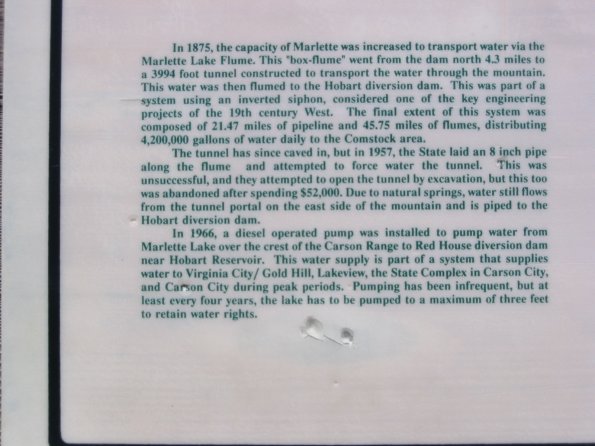 In 1875, the capacity of Marlette was increased to transport water via the
Marlette Lake Flume. This "box-flume" went from the dam north 4.3 miles to
a 3994 foot tunnel constructed to transport the water through the mountain.
This water was then flumed to the Hobart diversion dam. This was part of a
system using an inverted siphon, considered one of the key engineering
projects of the 19th century West. The final extent of this system was
composed of 21.47 miles of pipeline and 45.75 miles of flumes, distributing
4,200,000 gallons of water daily to the Comstock area.
The tunnel has since caved in, but in 1957, the State laid an 8 inch pipe
along the flume and attempted to force water the tunnel. This was
unsuccessful, and they attempted to open the tunnel by excavation, but this too
was abandoned after spending $52,000. Due to natural springs, water still flows
from the tunnel portal on the east side of the mountain and is piped to the
Hobart diversion dam.
In 1966, a diesel operated pump was installed to pump water from
Marlette Lake over the crest of the Carson Range to Red House diversion dam
near Hobart Reservoir. This water supply is part of a system that supplies
water to Virginia City/ Gold Hill, Lakeview, the State Complex in Carson City,
and Carson City during peak periods. Pumping has been infrequent, but at
least every four years, the lake has to be pumped to a maximum of three feet
to retain water rights.